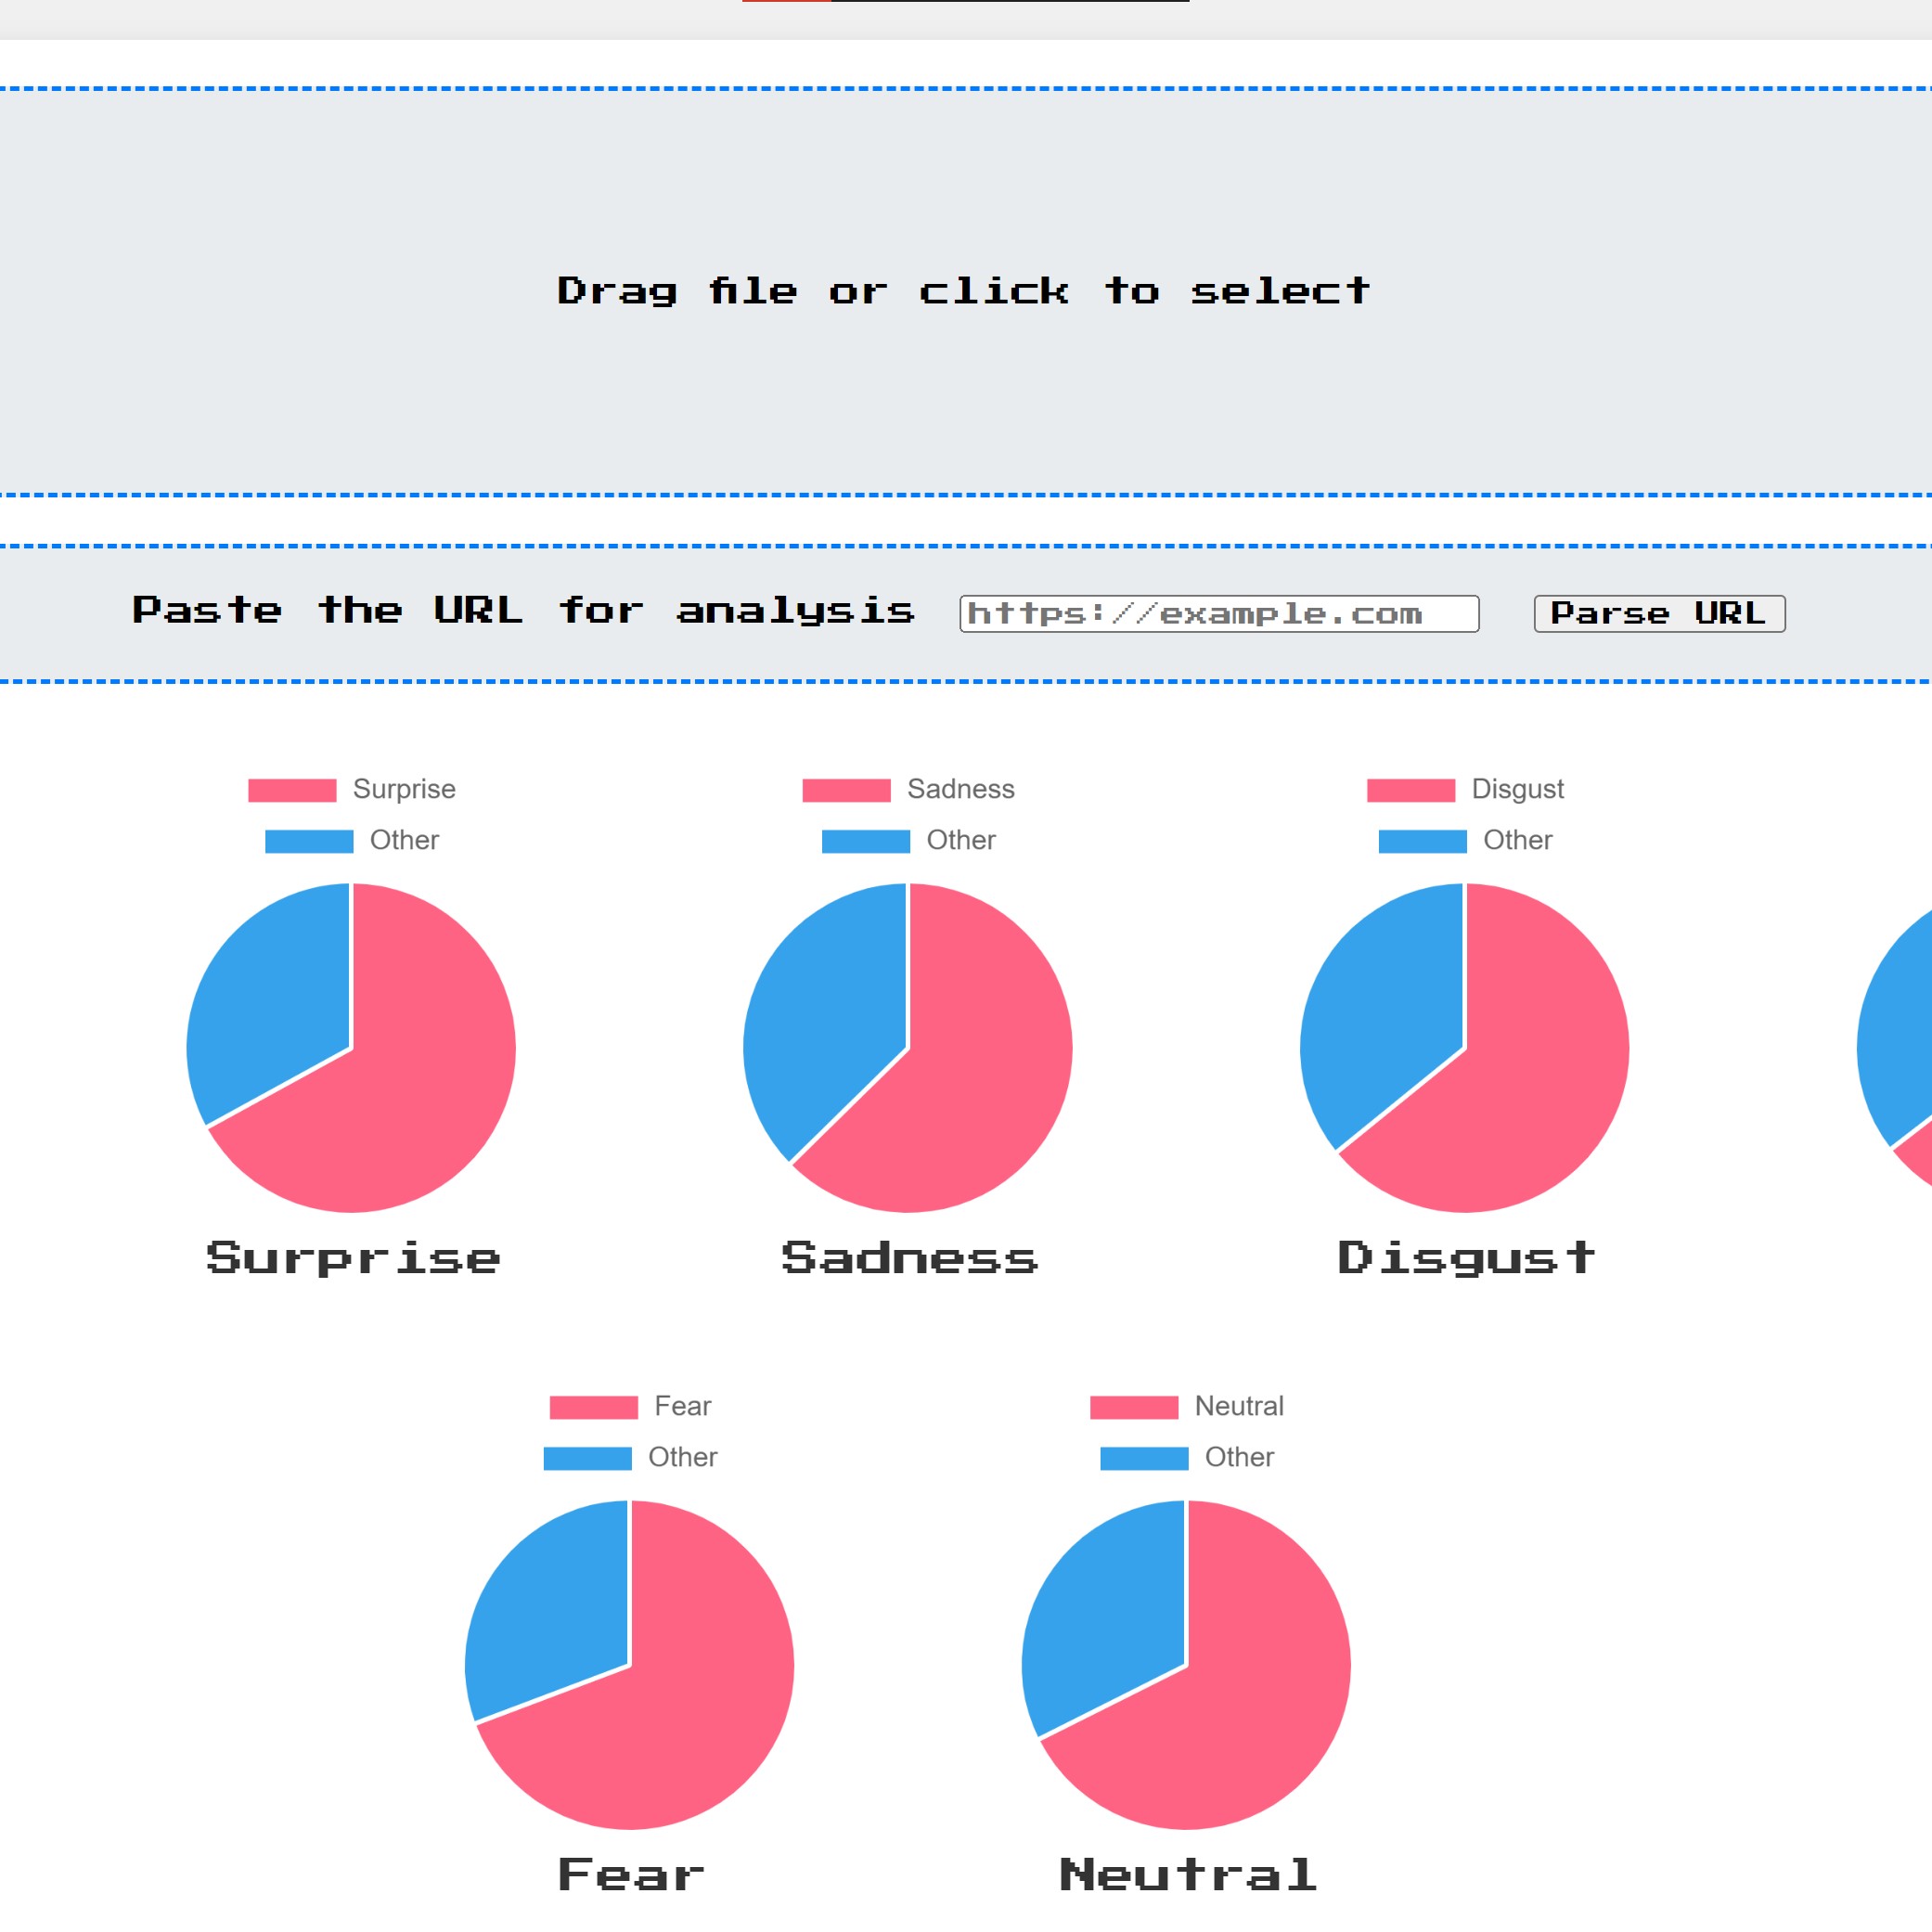 Drag file or click to select
Paste the URL for analysis https://example.com Parse URL
Surprise
Other
Sadness
Other
Disgust
Other
Surprise
Sadness
Disgust
Fear
Other
Neutral
Other
Fear
Neutral